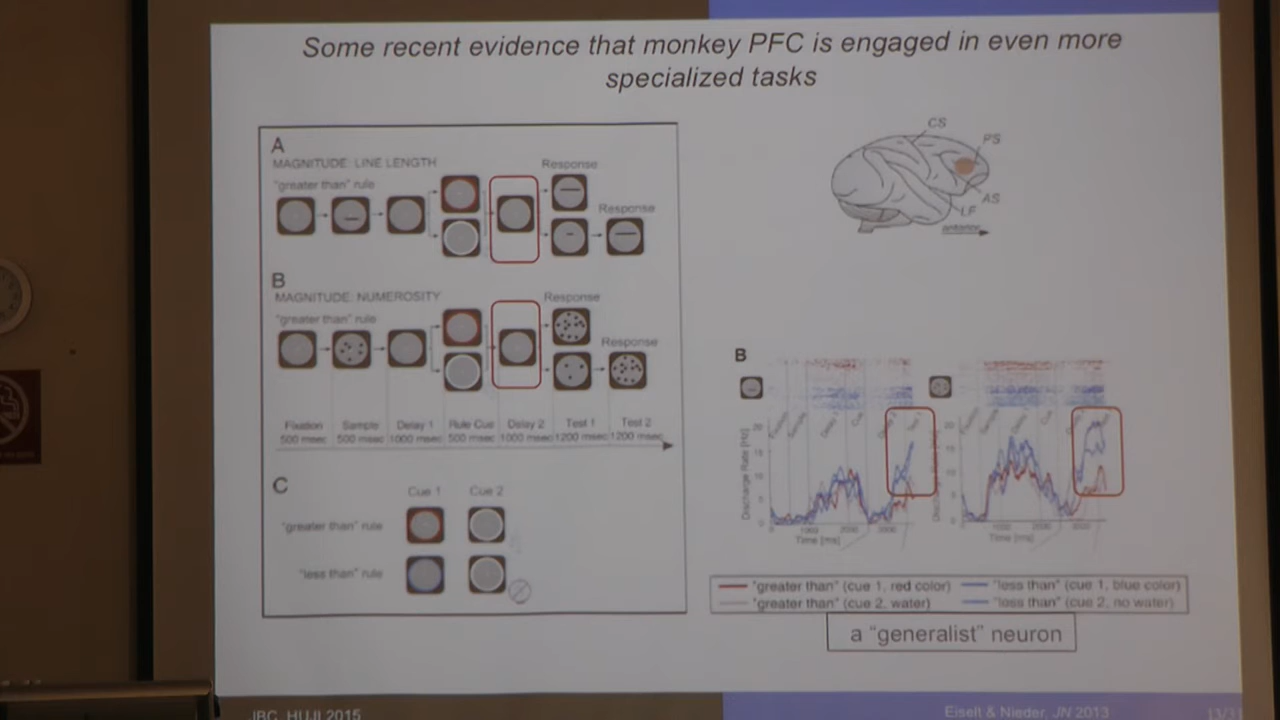 Some recent evidence that monkey PFC is engaged in even more
specialized tasks
A
MAGNITUDE: LINE LENGTH
"greater than" rule
Response
Response
B
MAGNITUDE: NUMEROSITY
"greater than" rule
Response
Response
Fixation Sample Delay 1 Rule Cue Delay 2 Test 1 Test 2
500 msec 500 msec 1000 msec 500 msec 1000 msec 1200 msec 1200 msec
C
Cue 1 Cue 2
"greater than" rule
"less than" rule
CS
PS
AS
LF
anterior
B
Discharge Rate [Hz]
Time [ms]
Time [ms]
"greater than" (cue 1, red color) "less than" (cue 1, blue color)
"greater than" (cue 2, water) "less than" (cue 2, no water)
a "generalist" neuron
JBC, HUJI 2015
Eiselt & Nieder, JN 2013